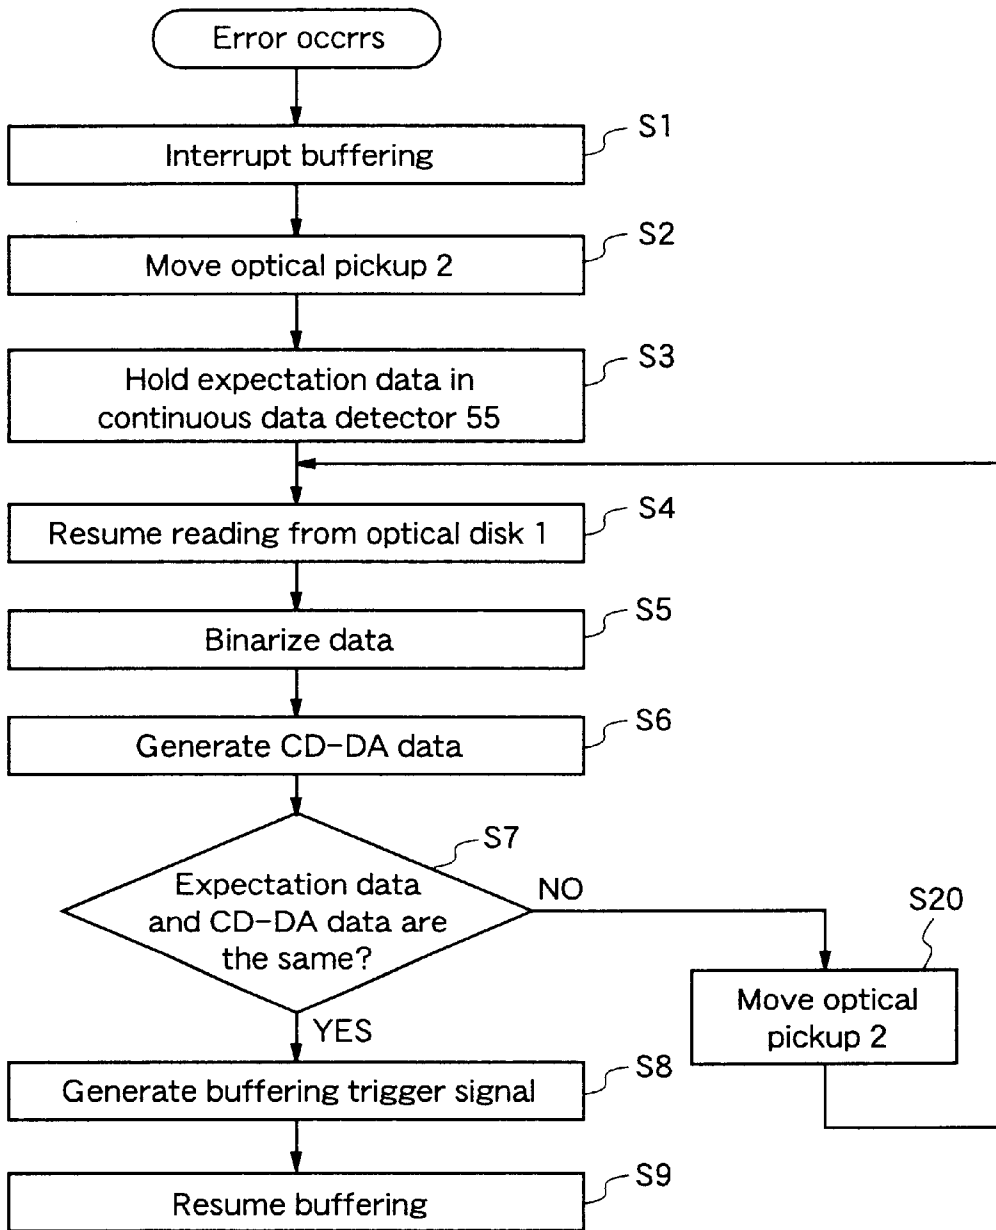 Error occrrs
S1
Interrupt buffering
S2
Move optical pickup 2
S3
Hold expectation data in
continuous data detector 55
S4
Resume reading from optical disk 1
S5
Binarize data
S6
Generate CD-DA data
S7
Expectation data
and CD-DA data are
the same?
NO
S20
Move optical
pickup 2
YES
S8
Generate buffering trigger signal
S9
Resume buffering